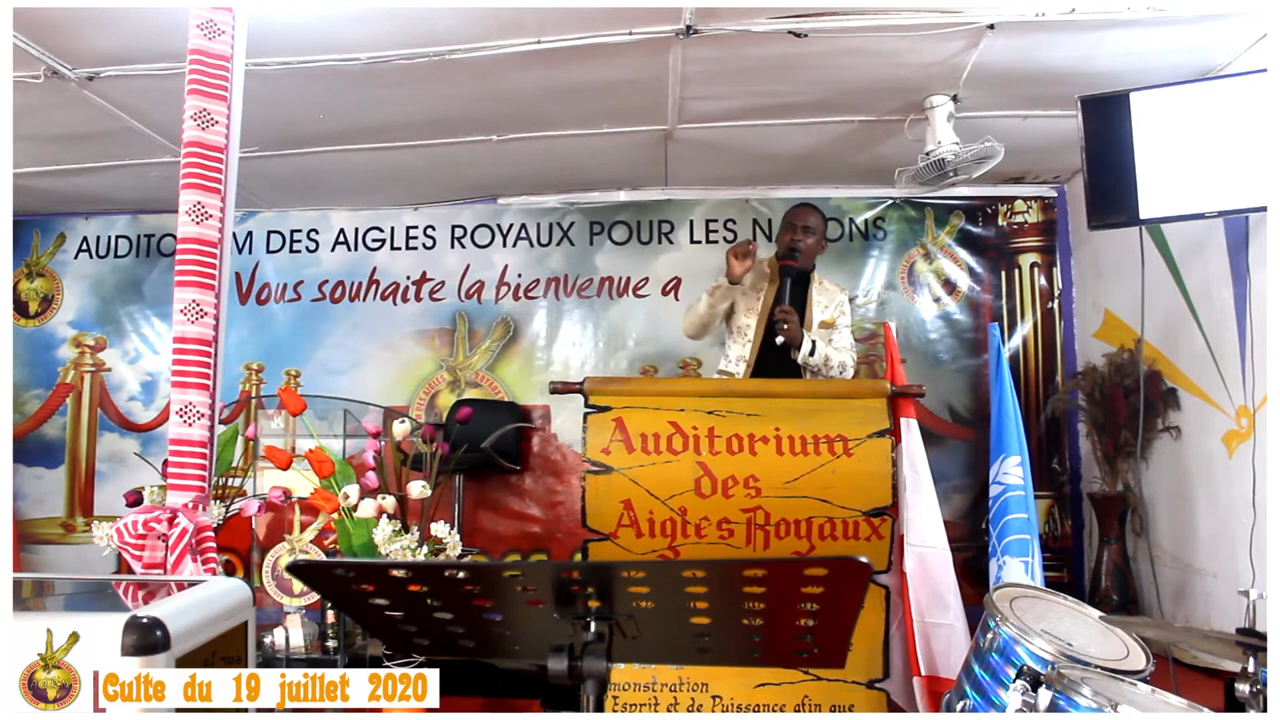 AUDITO M DES AIGLES ROYAUX POUR LES NA ONS
Vous souhaite la bienvenue a
Auditorium
des
Aigles Royaux
monstration
l'Esprit et de Puissance afin que
Culte du 19 juillet 2020